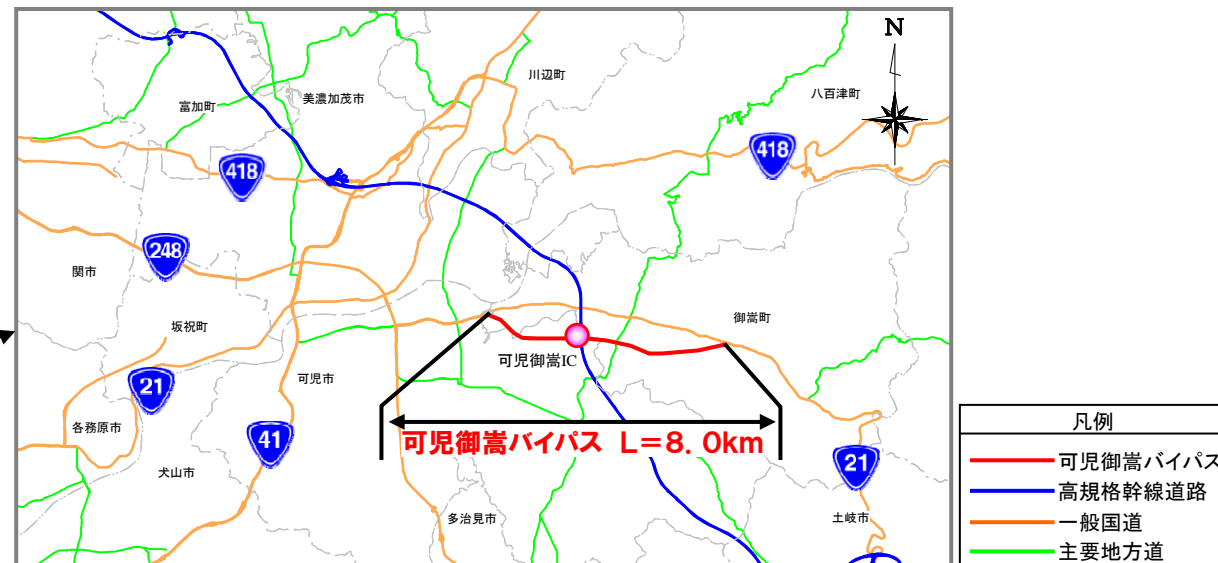 N
川辺町
八百津町
富加町
美濃加茂市
418
418
248
関市
坂祝町
御嵩町
可児御嵩IC
可児市
21
各務原市
41
可児御嵩バイパス L=8.0km
犬山市
21
多治見市
土岐市
凡例
可児御嵩バイパス
高規格幹線道路
一般国道
主要地方道